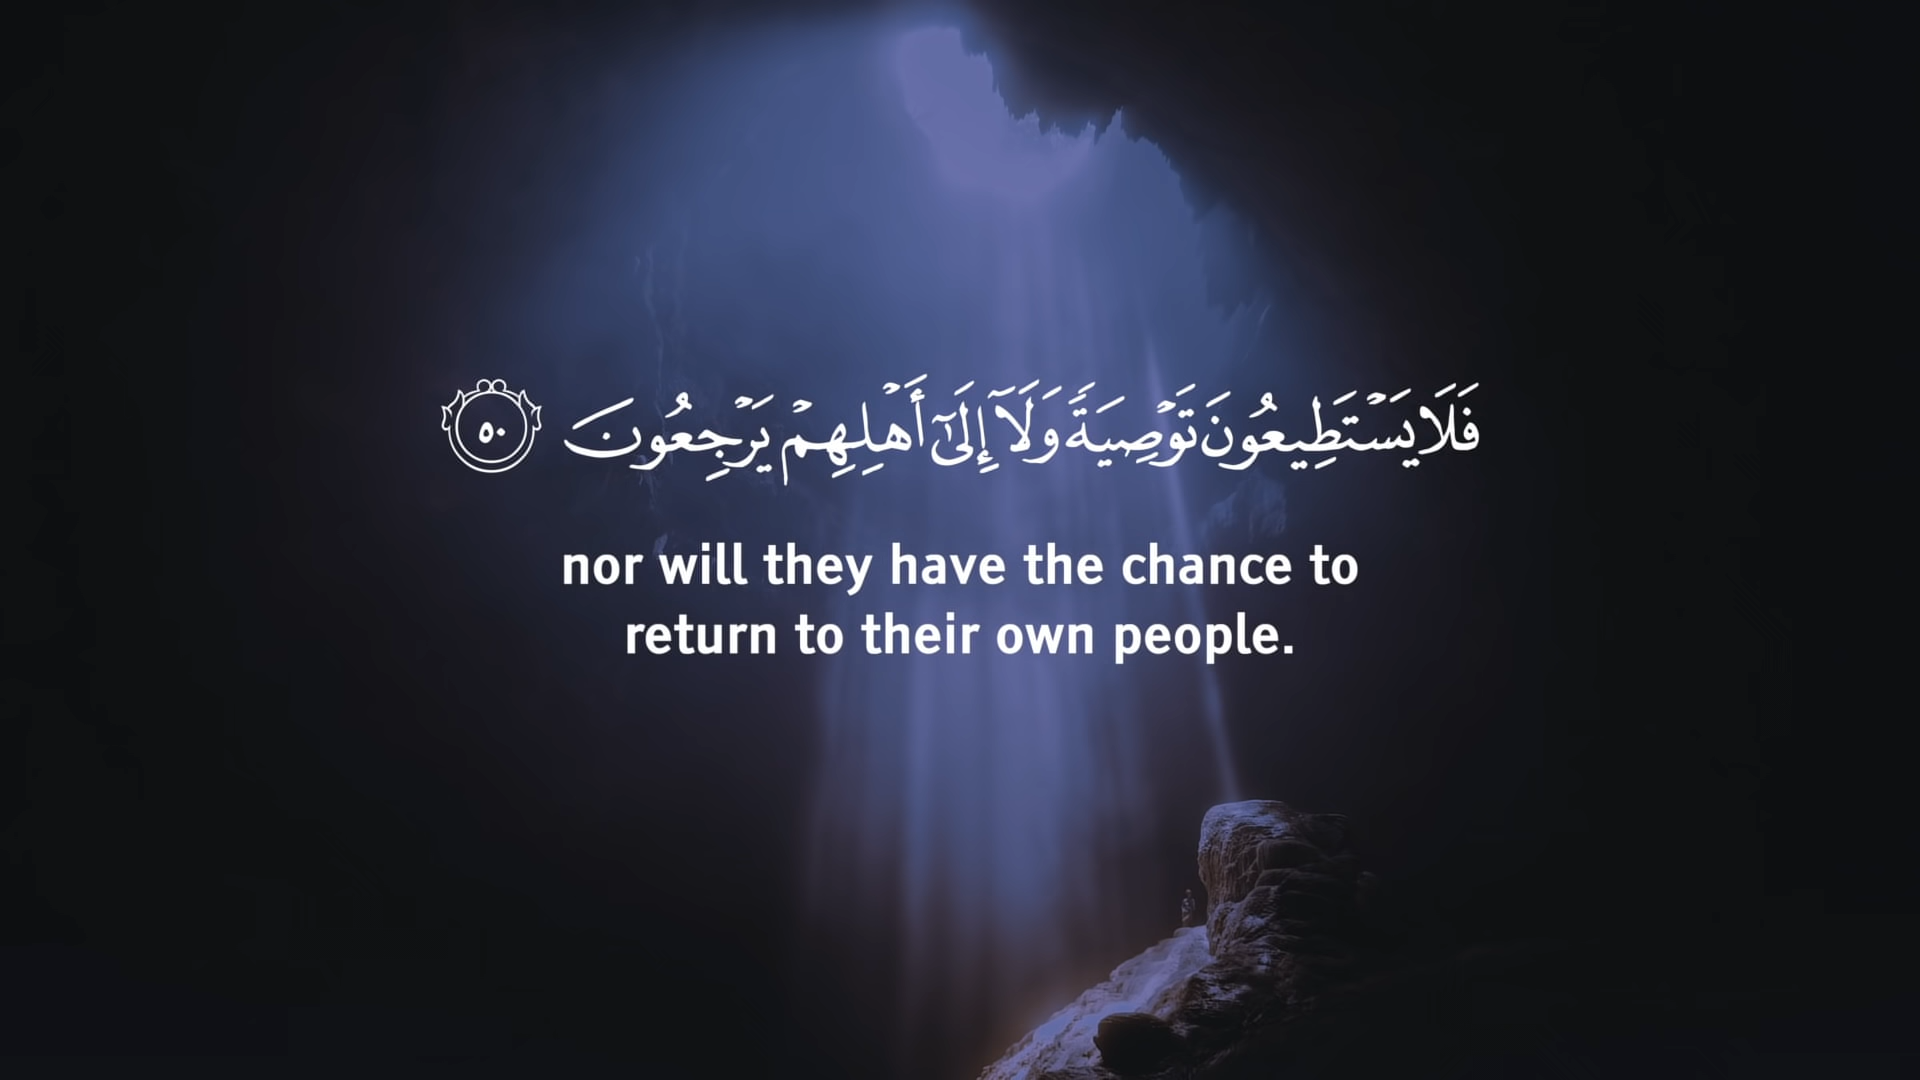 فَلَا يَسْتَطِيعُونَ تَوْصِيَةً وَلَآ إِلَىٰٓ أَهْلِهِمْ يَرْجِعُونَ ٥٠
nor will they have the chance to
return to their own people.